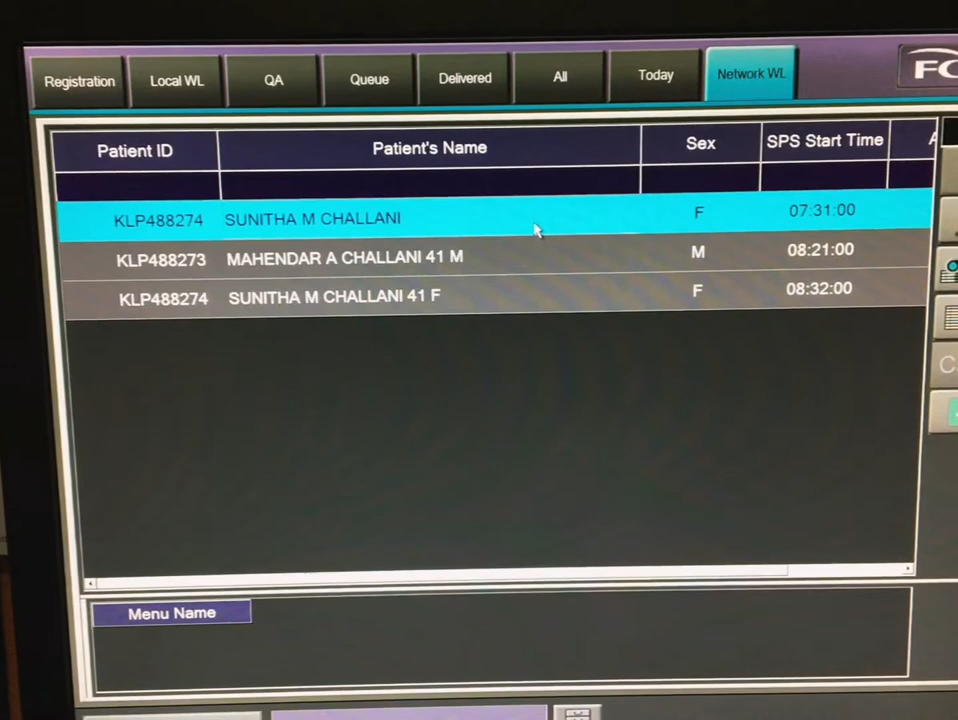 Registration Local WL QA Queue Delivered All Today Network WL
Patient ID Patient's Name Sex SPS Start Time
KLP488274 SUNITHA M CHALLANI F 07:31:00
KLP488273 MAHENDAR A CHALLANI 41 M M 08:21:00
KLP488274 SUNITHA M CHALLANI 41 F F 08:32:00
Menu Name